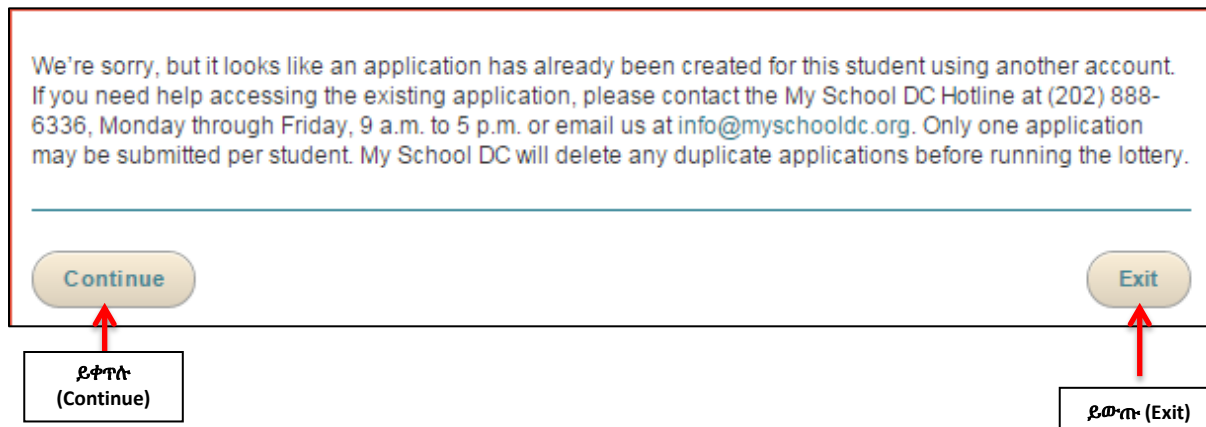 We're sorry, but it looks like an application has already been created for this student using another account.
If you need help accessing the existing application, please contact the My School DC Hotline at (202) 888-
6336, Monday through Friday, 9 a.m. to 5 p.m. or email us at info@myschooldc.org. Only one application
may be submitted per student. My School DC will delete any duplicate applications before running the lottery.
Continue
Exit
ይቀጥሉ
(Continue)
ይውጡ (Exit)